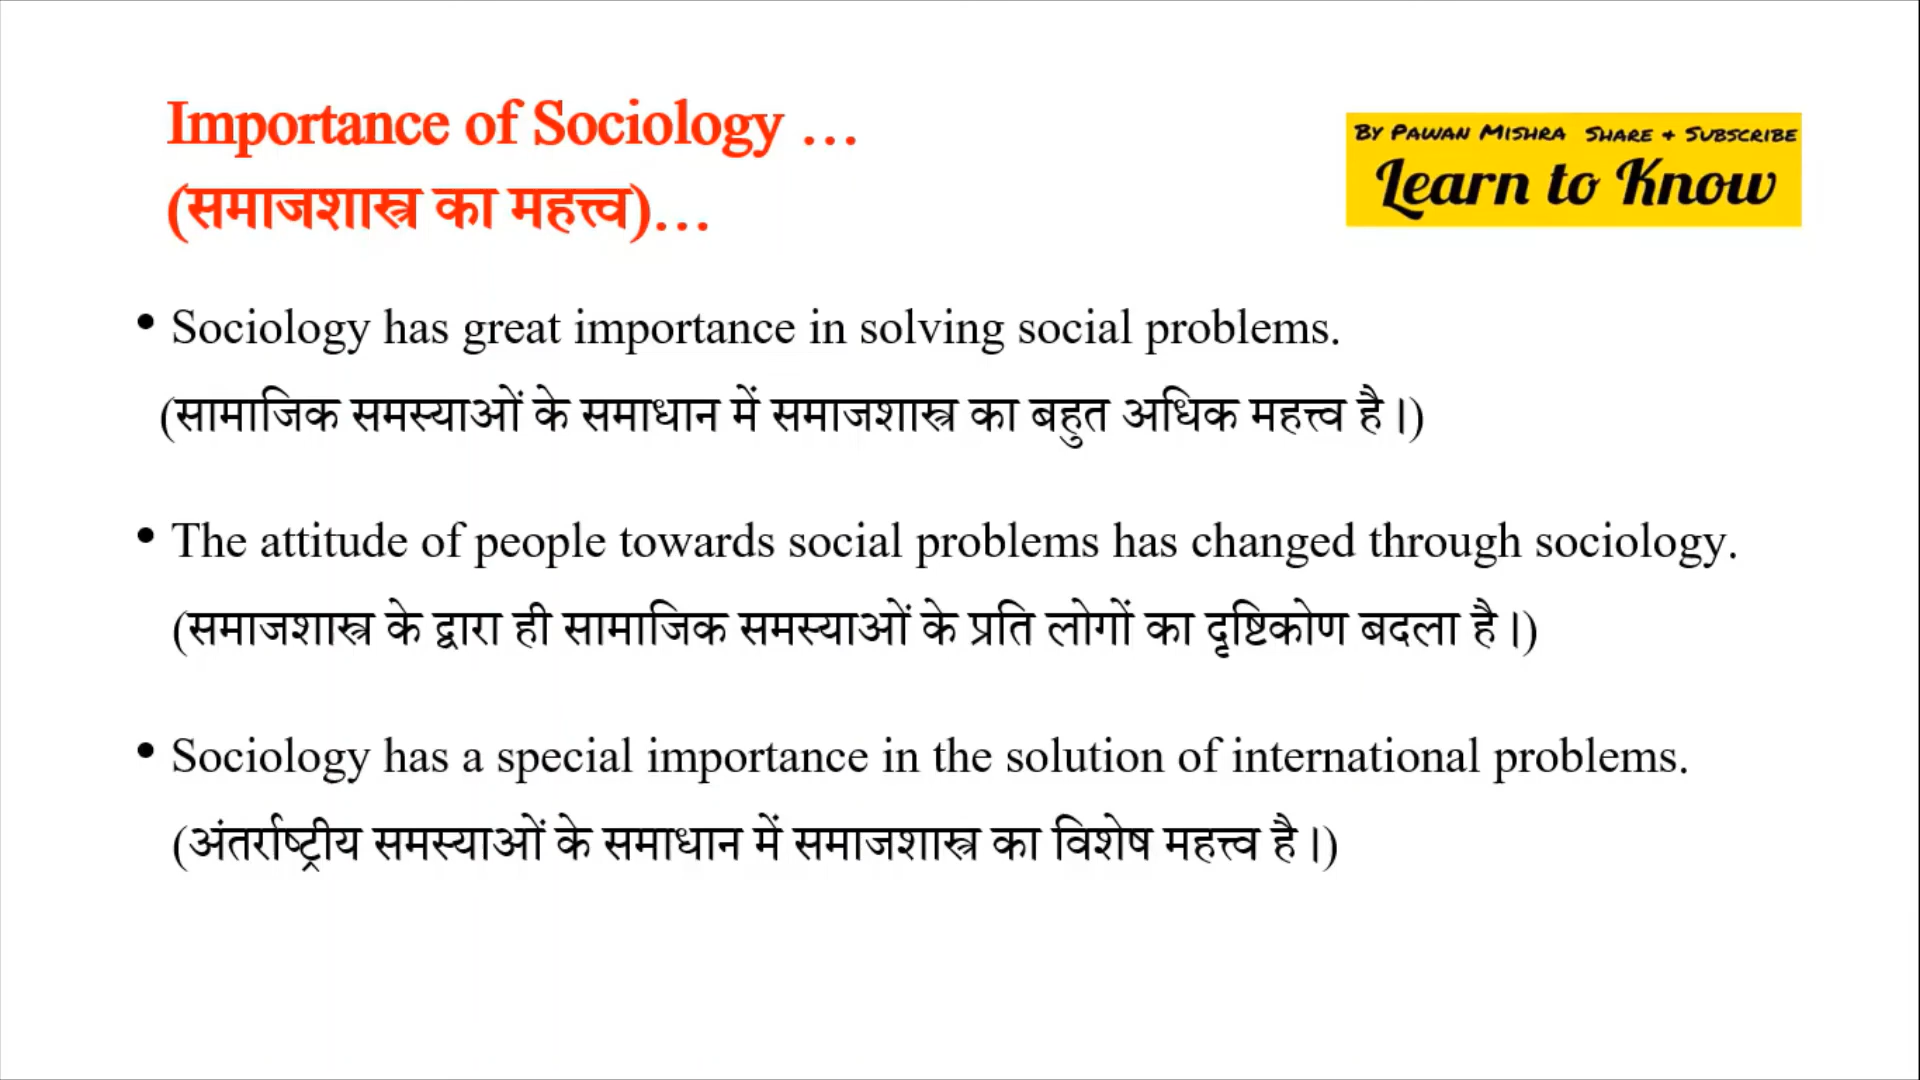 Importance of Sociology …
(समाजशास्त्र का महत्त्व)…
By Pawan Mishra Share + Subscribe
Learn to Know
• Sociology has great importance in solving social problems.
(सामाजिक समस्याओं के समाधान में समाजशास्त्र का बहुत अधिक महत्त्व है।)
• The attitude of people towards social problems has changed through sociology.
(समाजशास्त्र के द्वारा ही सामाजिक समस्याओं के प्रति लोगों का दृष्टिकोण बदला है।)
• Sociology has a special importance in the solution of international problems.
(अंतर्राष्ट्रीय समस्याओं के समाधान में समाजशास्त्र का विशेष महत्त्व है।)